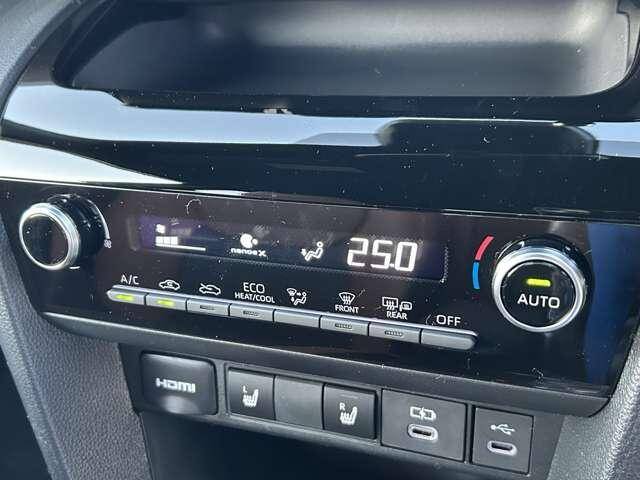 nanoe X 25.0
A/C ECO HEAT/COOL FRONT REAR OFF
AUTO
HDMI L R